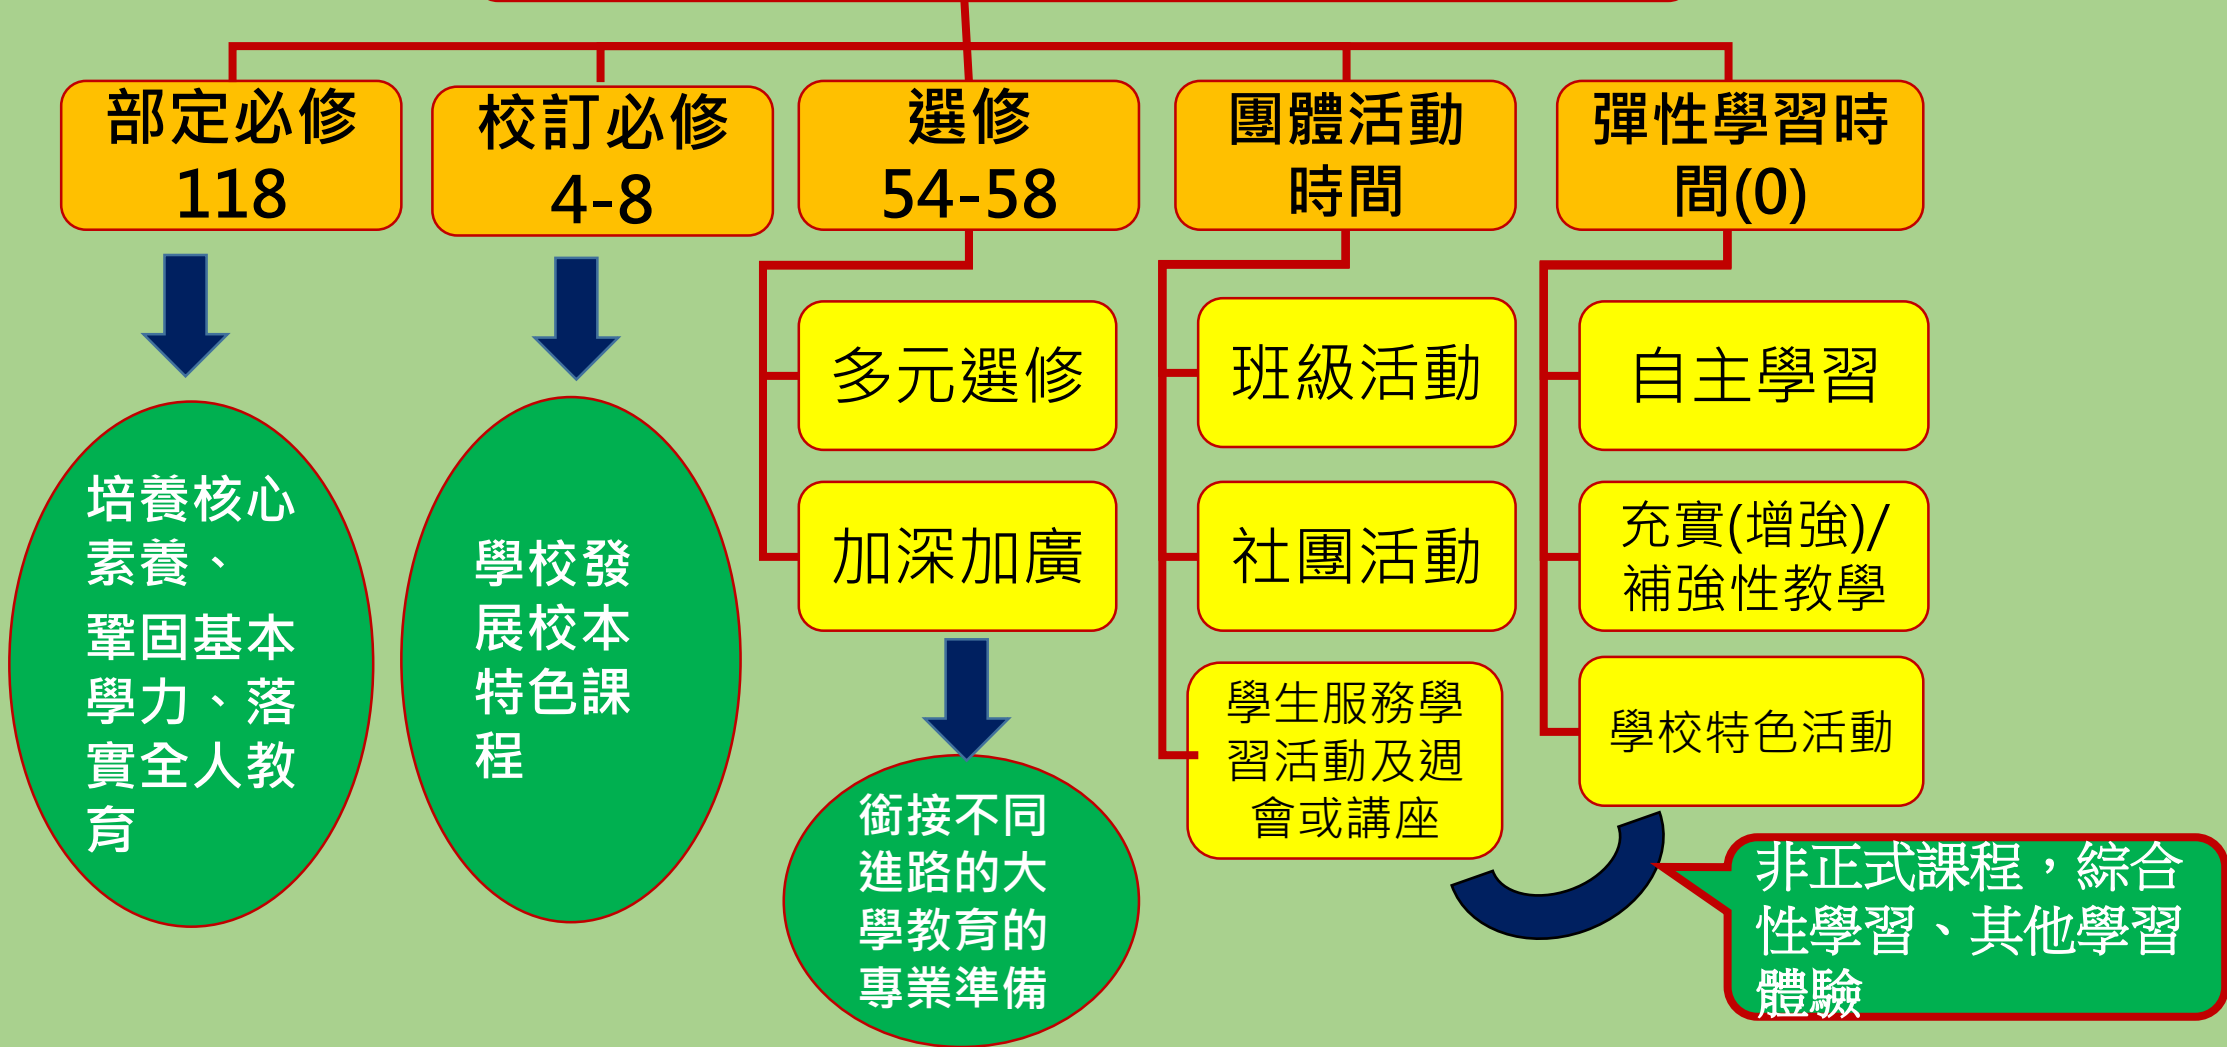 部定必修
118
校訂必修
4-8
選修
54-58
團體活動
時間
彈性學習時
間(0)
培養核心
素養、
鞏固基本
學力、落
實全人教
育
學校發
展校本
特色課
程
多元選修
加深加廣
銜接不同
進路的大
學教育的
專業準備
班級活動
社團活動
學生服務學
習活動及週
會或講座
自主學習
充實(增強)/
補強性教學
學校特色活動
非正式課程，綜合
性學習、其他學習
體驗